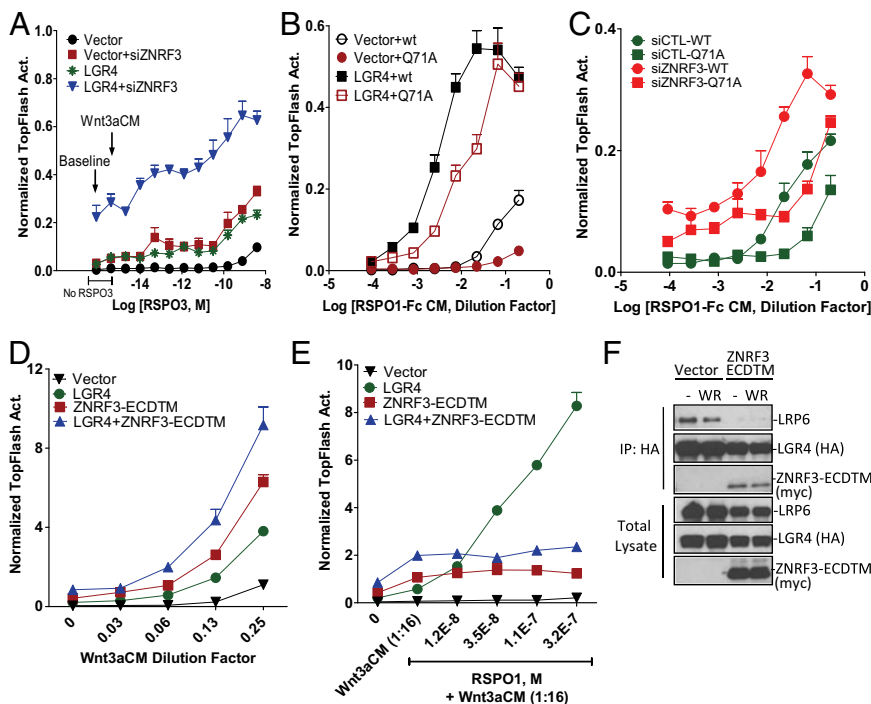 A
Vector
Vector+siZNRF3
LGR4
LGR4+siZNRF3
Normalized TopFlash Act.
1.0
0.8
0.6
0.4
0.2
0.0
Wnt3aCM
Baseline
-14
-12
-10
-8
No RSPO3
Log [RSPO3, M]
B
Vector+wt
Vector+Q71A
LGR4+wt
LGR4+Q71A
Normalized TopFlash Act.
0.6
0.4
0.2
0.0
-5
-4
-3
-2
-1
0
Log [RSPO1-Fc CM, Dilution Factor]
C
siCTL-WT
siCTL-Q71A
siZNRF3-WT
siZNRF3-Q71A
Normalized TopFlash Act.
0.4
0.2
0.0
-5
-4
-3
-2
-1
0
Log [RSPO1-Fc CM, Dilution Factor]
D
Vector
LGR4
ZNRF3-ECDTM
LGR4+ZNRF3-ECDTM
Normalized TopFlash Act.
12
8
4
0
0
0.03
0.06
0.13
0.25
Wnt3aCM Dilution Factor
E
Vector
LGR4
ZNRF3-ECDTM
LGR4+ZNRF3-ECDTM
Normalized TopFlash Act.
10
8
6
4
2
0
0
Wnt3aCM (1:16)
1.2E-8
3.5E-8
1.1E-7
3.2E-7
RSPO1, M
+ Wnt3aCM (1:16)
F
Vector
ZNRF3
ECDTM
- WR - WR
IP: HA
-LRP6
-LGR4 (HA)
-ZNRF3-ECDTM
(myc)
Total
Lysate
-LRP6
-LGR4 (HA)
-ZNRF3-ECDTM
(myc)